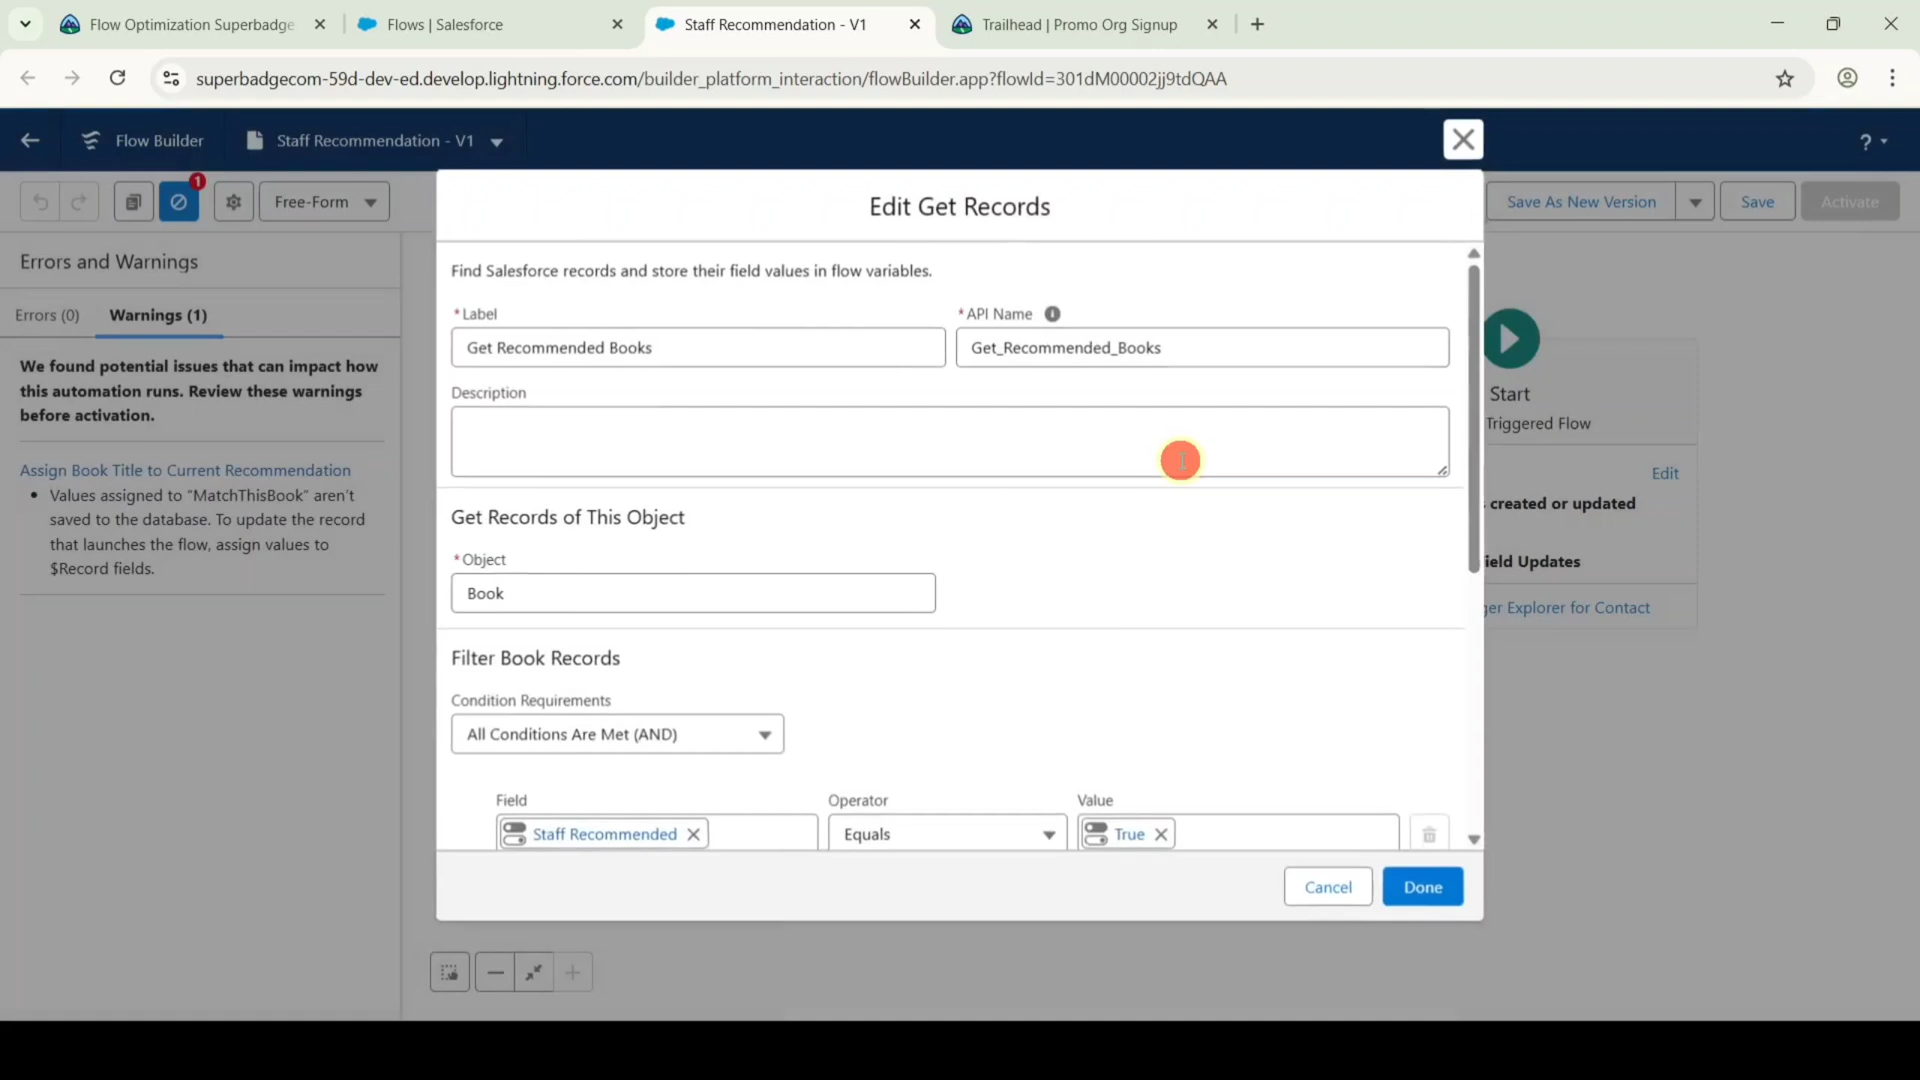 Flow Optimization Superbadge
Flows | Salesforce
Staff Recommendation - V1
Trailhead | Promo Org Signup
superbadgecom-59d-dev-ed.develop.lightning.force.com/builder_platform_interaction/flowBuilder.app?flowId=301dM00002jj9tdQAA
Flow Builder
Staff Recommendation - V1
?
1
Free-Form
Save As New Version
Save
Activate
Errors and Warnings
Errors (0)
Warnings (1)
We found potential issues that can impact how
this automation runs. Review these warnings
before activation.
Assign Book Title to Current Recommendation
• Values assigned to "MatchThisBook" aren't
saved to the database. To update the record
that launches the flow, assign values to
$Record fields.
Edit Get Records
Find Salesforce records and store their field values in flow variables.
*Label
*API Name
Get Recommended Books
Get_Recommended_Books
Description
Get Records of This Object
*Object
Book
Filter Book Records
Condition Requirements
All Conditions Are Met (AND)
Field
Operator
Value
Staff Recommended
Equals
True
Cancel
Done
Start
Triggered Flow
Edit
created or updated
ield Updates
ger Explorer for Contact